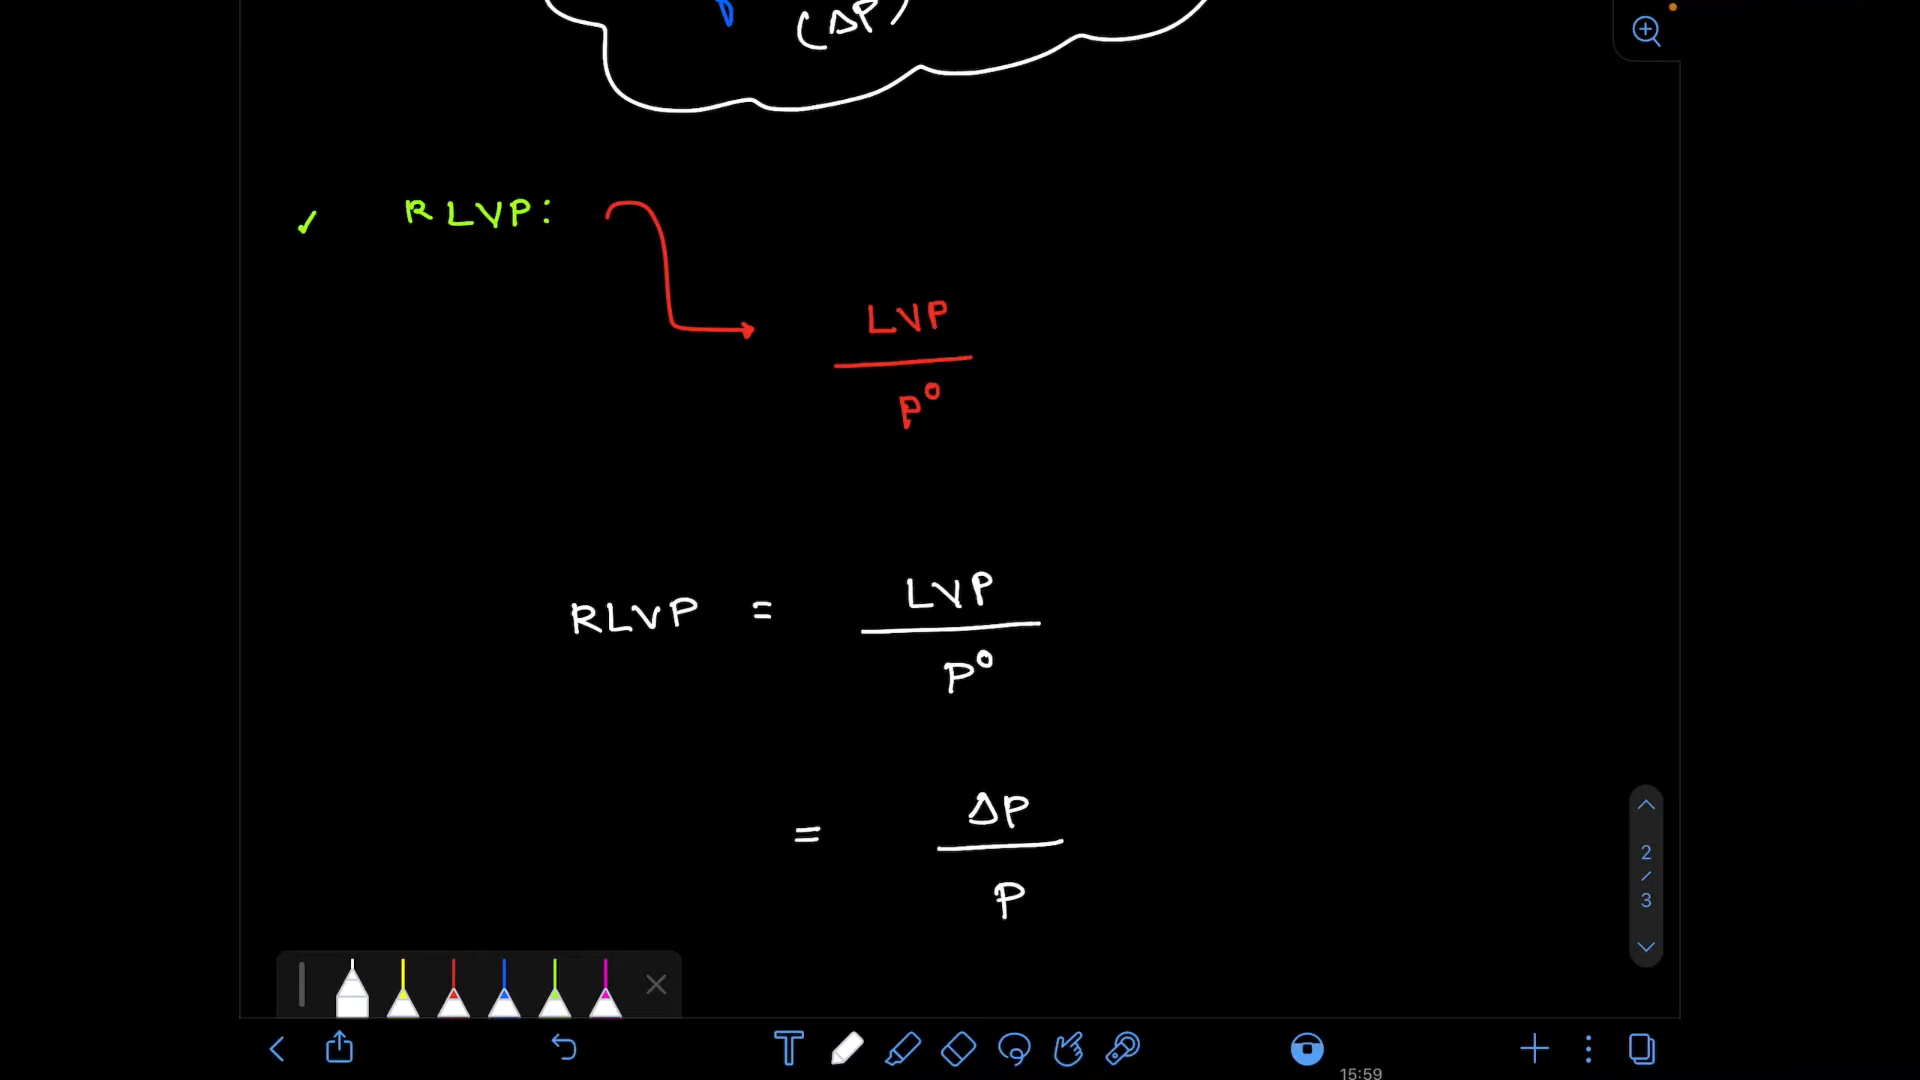 (ΔP)
✓ RLVP:
LVP
P°
RLVP = LVP
P°
= ΔP
P
2
/
3
T
15:59